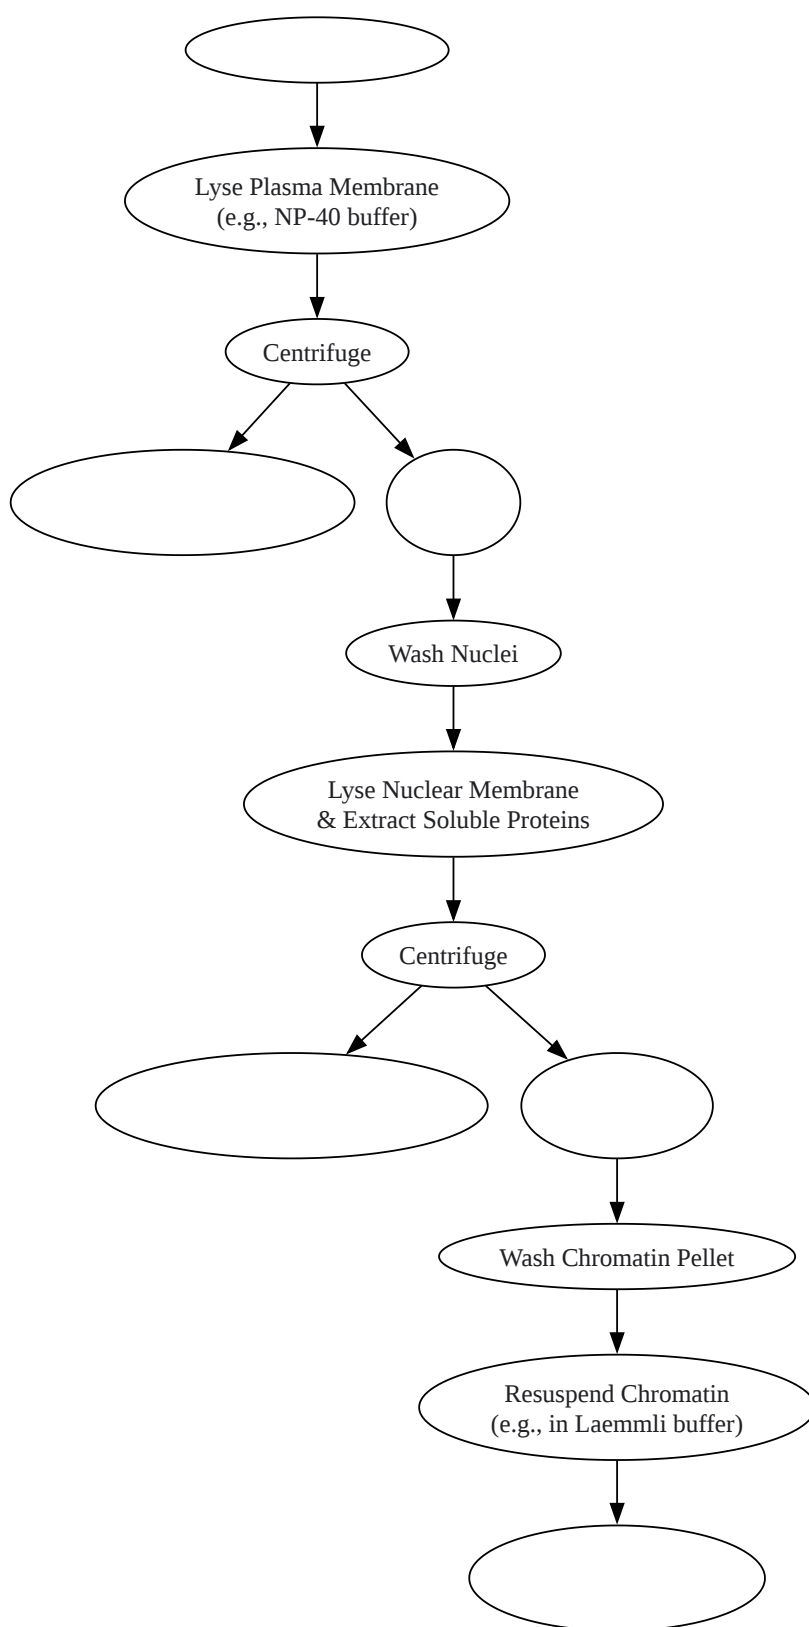 Lyse Plasma Membrane
(e.g., NP-40 buffer)
Centrifuge
Wash Nuclei
Lyse Nuclear Membrane
& Extract Soluble Proteins
Centrifuge
Wash Chromatin Pellet
Resuspend Chromatin
(e.g., in Laemmli buffer)